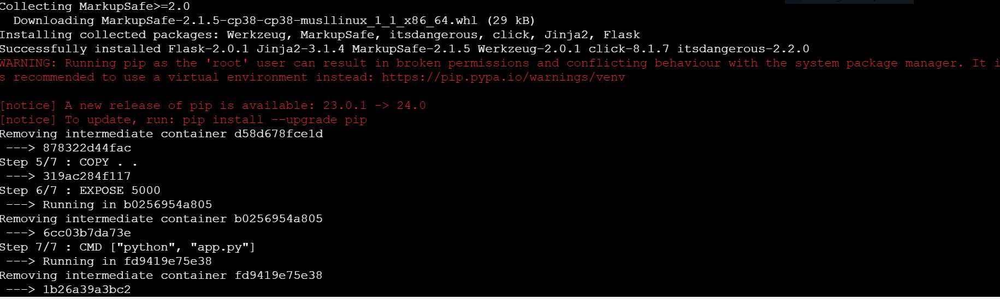 Collecting MarkupSafe>=2.0
  Downloading MarkupSafe-2.1.5-cp38-cp38-musllinux_1_1_x86_64.whl (29 kB)
Installing collected packages: Werkzeug, MarkupSafe, itsdangerous, click, Jinja2, Flask
Successfully installed Flask-2.0.1 Jinja2-3.1.4 MarkupSafe-2.1.5 Werkzeug-2.0.1 click-8.1.7 itsdangerous-2.2.0
WARNING: Running pip as the 'root' user can result in broken permissions and conflicting behaviour with the system package manager. It i
s recommended to use a virtual environment instead: https://pip.pypa.io/warnings/venv
[notice] A new release of pip is available: 23.0.1 -> 24.0
[notice] To update, run: pip install --upgrade pip
Removing intermediate container d58d678fce1d
 ---> 878322d44fac
Step 5/7 : COPY . .
 ---> 319ac284f117
Step 6/7 : EXPOSE 5000
 ---> Running in b0256954a805
Removing intermediate container b0256954a805
 ---> 6cc03b7da73e
Step 7/7 : CMD ["python", "app.py"]
 ---> Running in fd9419e75e38
Removing intermediate container fd9419e75e38
 ---> 1b26a39a3bc2